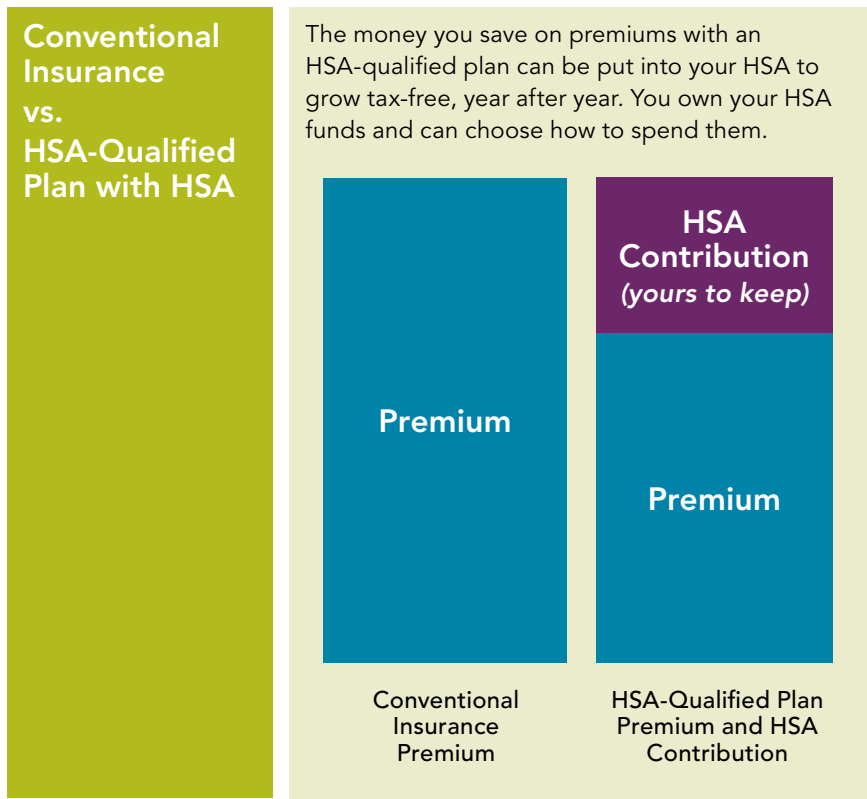 Conventional
Insurance
vs.
HSA-Qualified
Plan with HSA
The money you save on premiums with an
HSA-qualified plan can be put into your HSA to
grow tax-free, year after year. You own your HSA
funds and can choose how to spend them.
Premium
HSA
Contribution
(yours to keep)
Premium
Conventional
Insurance
Premium
HSA-Qualified Plan
Premium and HSA
Contribution